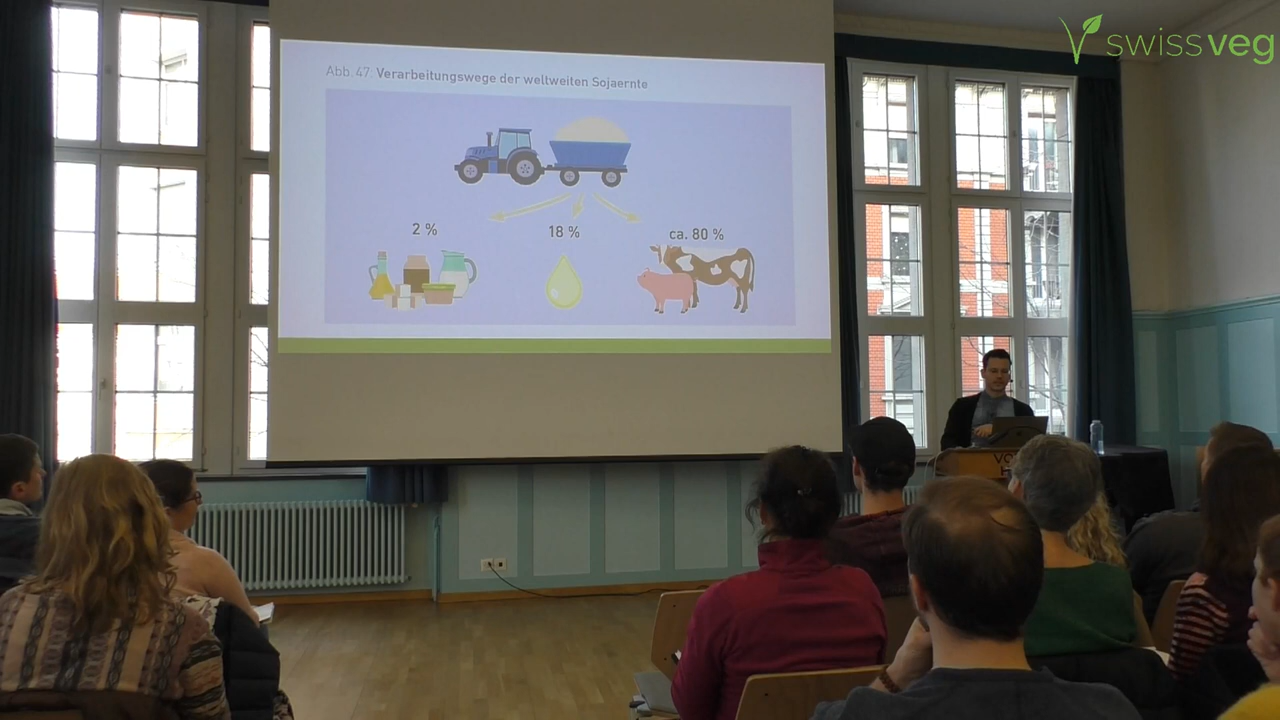 swissveg
Abb. 47: Verarbeitungswege der weltweiten Sojaernte
2 %
18 %
ca. 80 %